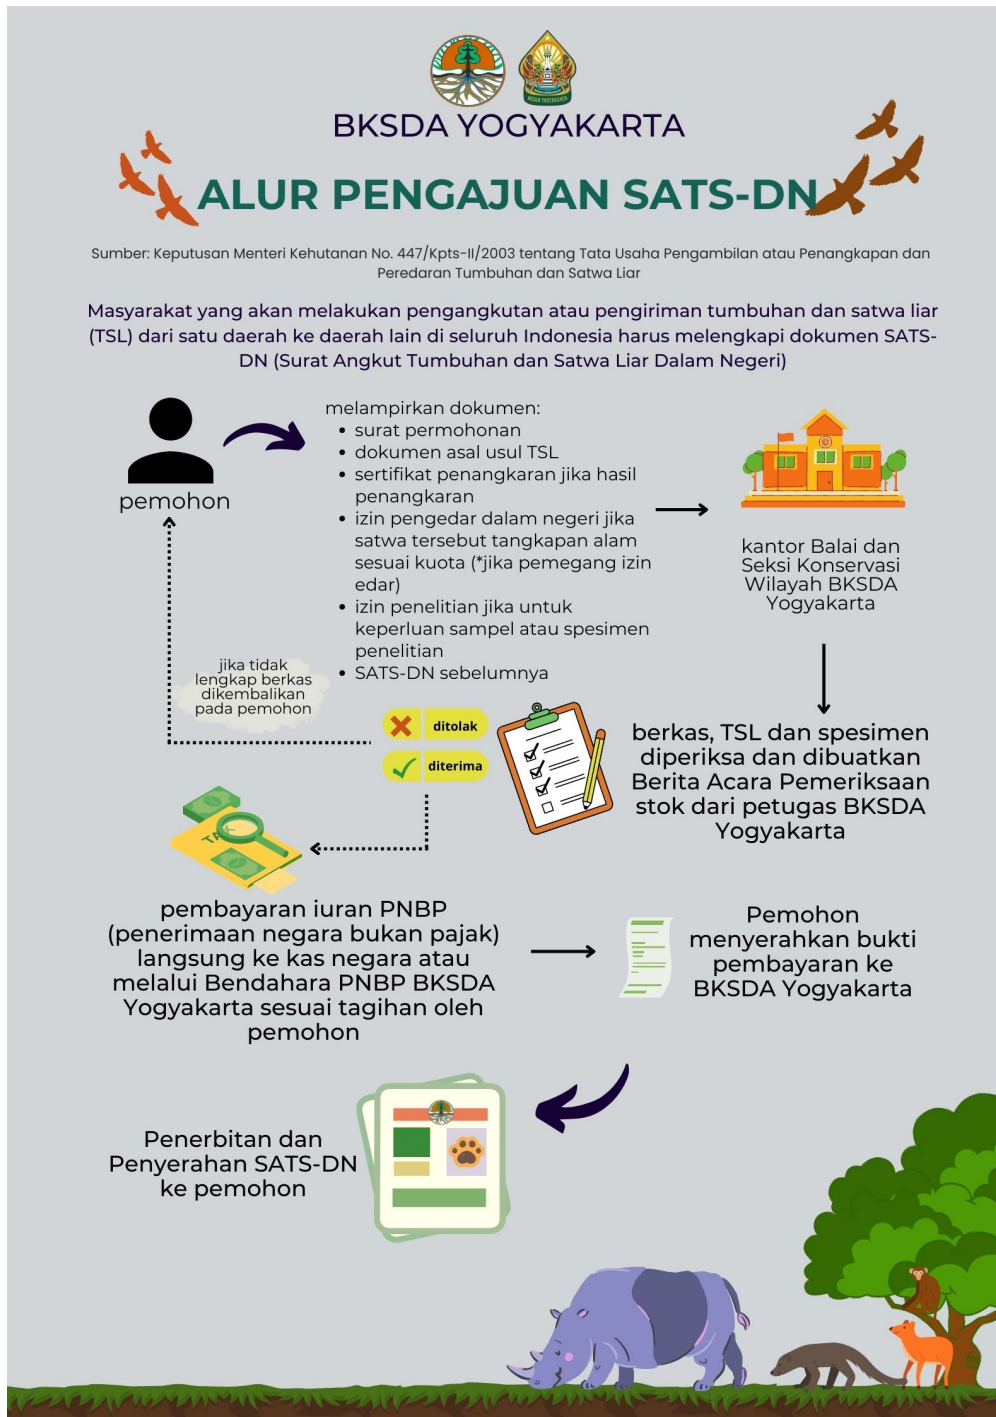 BKSDA YOGYAKARTA
BKSDA YOGYAKARTA
ALUR PENGAJUAN SATS-DN
Sumber: Keputusan Menteri Kehutanan No. 447/Kpts-II/2003 tentang Tata Usaha Pengambilan atau Penangkapan dan
Peredaran Tumbuhan dan Satwa Liar
Masyarakat yang akan melakukan pengangkutan atau pengiriman tumbuhan dan satwa liar
(TSL) dari satu daerah ke daerah lain di seluruh Indonesia harus melengkapi dokumen SATS-
DN (Surat Angkut Tumbuhan dan Satwa Liar Dalam Negeri)
pemohon
melampirkan dokumen:
• surat permohonan
• dokumen asal usul TSL
• sertifikat penangkaran jika hasil
penangkaran
• izin pengedar dalam negeri jika
satwa tersebut tangkapan alam
sesuai kuota (*jika pemegang izin
edar)
• izin penelitian jika untuk
keperluan sampel atau spesimen
penelitian
• SATS-DN sebelumnya
kantor Balai dan
Seksi Konservasi
Wilayah BKSDA
Yogyakarta
jika tidak
lengkap berkas
dikembalikan
pada pemohon
ditolak
diterima
berkas, TSL dan spesimen
diperiksa dan dibuatkan
Berita Acara Pemeriksaan
stok dari petugas BKSDA
Yogyakarta
TAX
pembayaran iuran PNBP
(penerimaan negara bukan pajak)
langsung ke kas negara atau
melalui Bendahara PNBP BKSDA
Yogyakarta sesuai tagihan oleh
pemohon
Pemohon
menyerahkan bukti
pembayaran ke
BKSDA Yogyakarta
Penerbitan dan
Penyerahan SATS-DN
ke pemohon